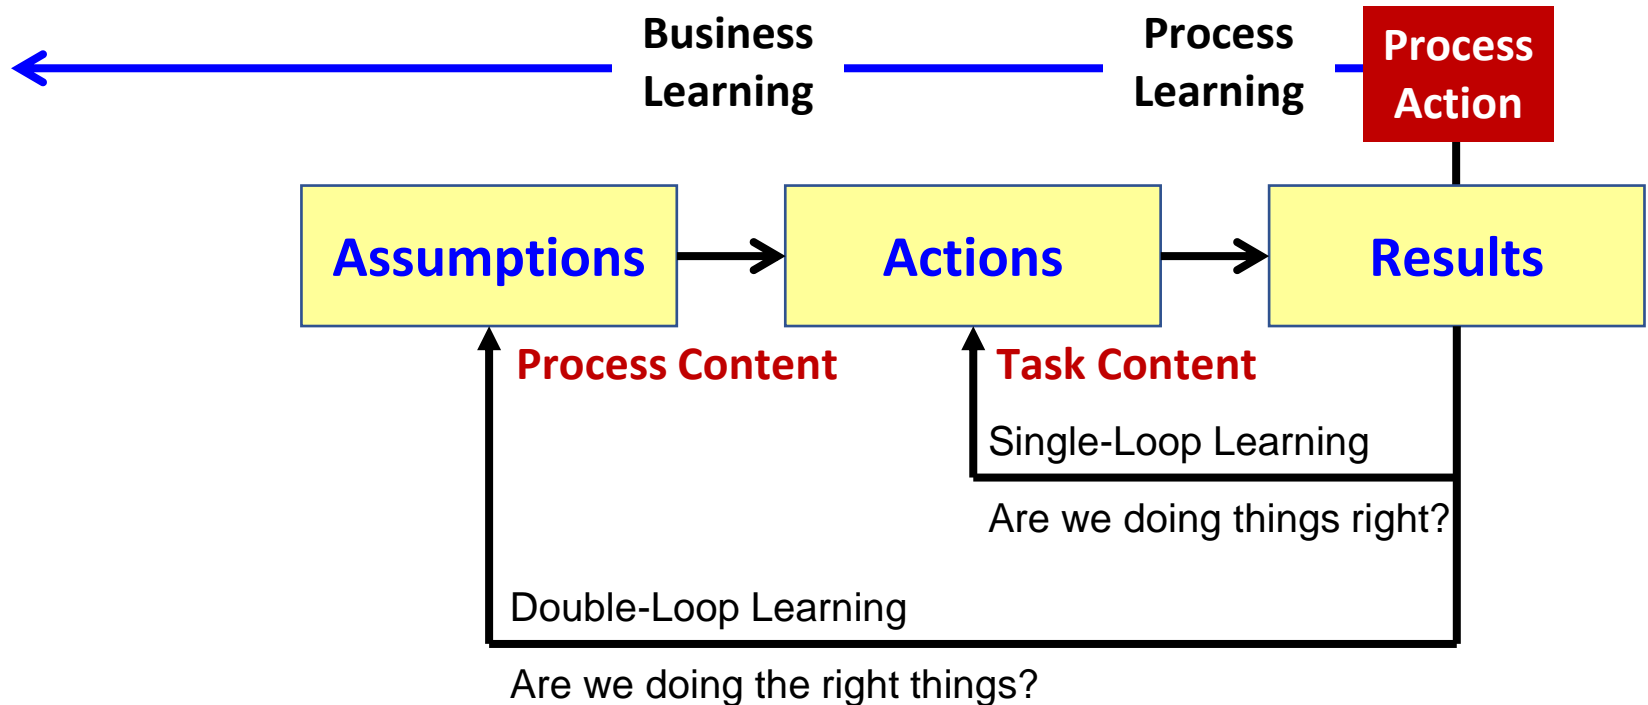 Business
Learning
Process
Learning
Process
Action
Assumptions
Actions
Results
Process Content
Task Content
Single-Loop Learning
Are we doing things right?
Double-Loop Learning
Are we doing the right things?